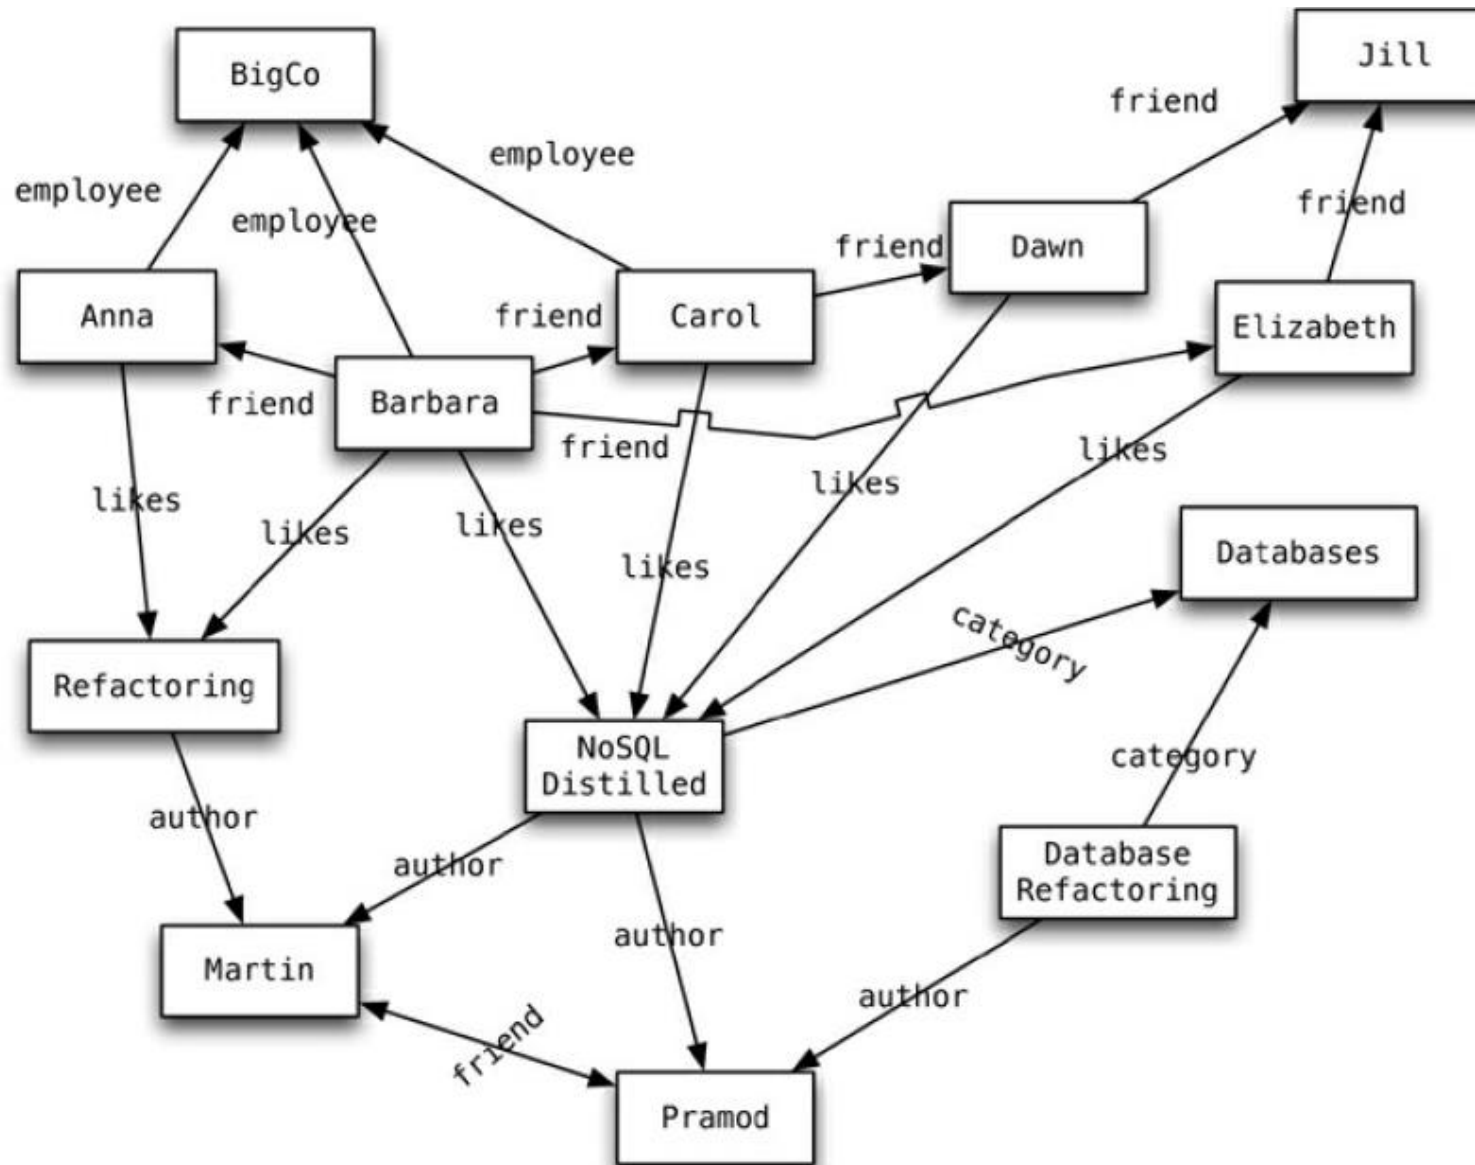 Jill
BigCo
friend
employee
employee
friend
employee
friend
Dawn
Anna
friend
Carol
Elizabeth
friend
Barbara
friend
likes
likes
likes
likes
likes
likes
Databases
category
Refactoring
NoSQL
Distilled
category
author
author
Database
Refactoring
author
Martin
author
friend
Pramod